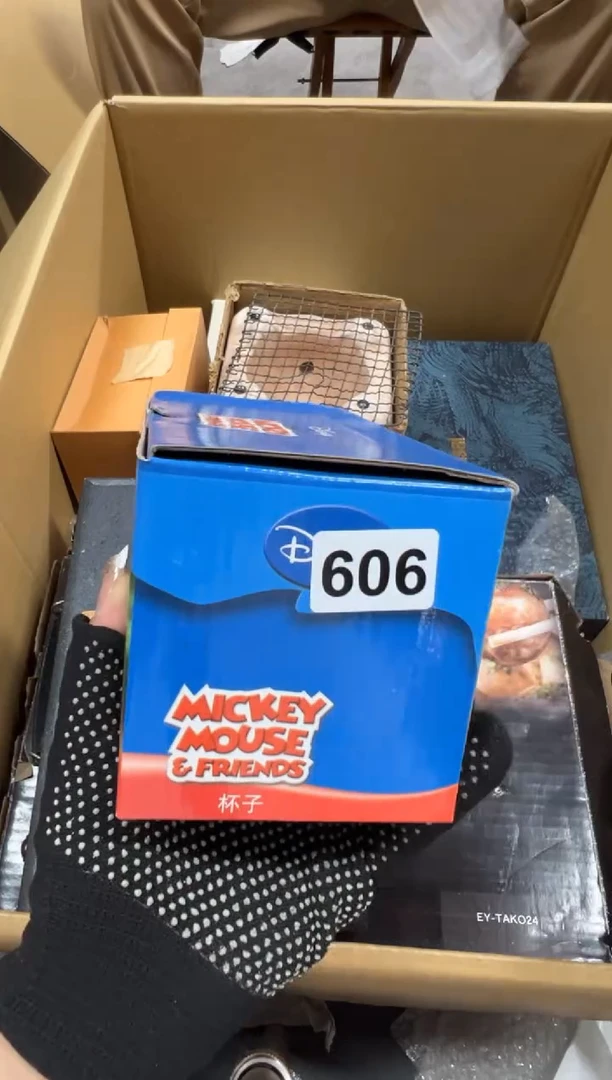 606
MICKEY
MOUSE
& FRIENDS
杯子
EY-TAKO24